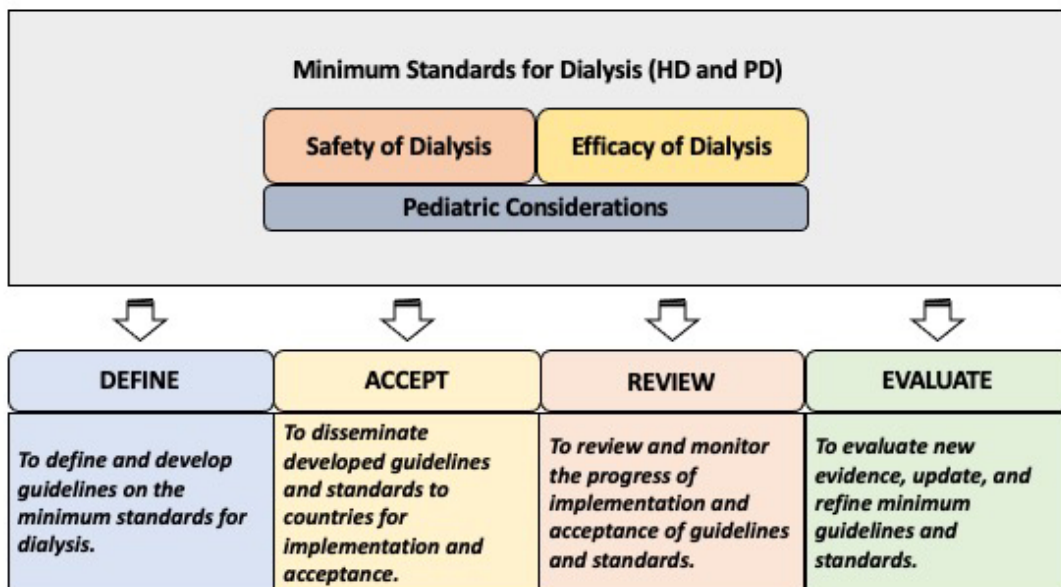 Minimum Standards for Dialysis (HD and PD)
Safety of Dialysis
Efficacy of Dialysis
Pediatric Considerations
DEFINE
ACCEPT
REVIEW
EVALUATE
To define and develop
guidelines on the
minimum standards for
dialysis.
To disseminate
developed guidelines
and standards to
countries for
implementation and
acceptance.
To review and monitor
the progress of
implementation and
acceptance of guidelines
and standards.
To evaluate new
evidence, update, and
refine minimum
guidelines and
standards.